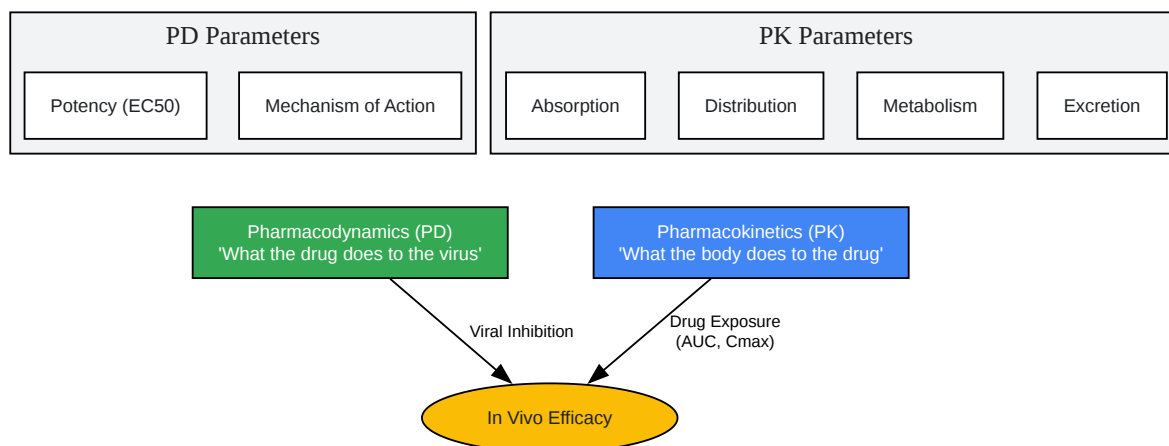 PD Parameters
PK Parameters
Potency (EC50)
Mechanism of Action
Absorption
Distribution
Metabolism
Excretion
Pharmacodynamics (PD)
'What the drug does to the virus'
Pharmacokinetics (PK)
'What the body does to the drug'
Viral Inhibition
Drug Exposure
(AUC, Cmax)
In Vivo Efficacy